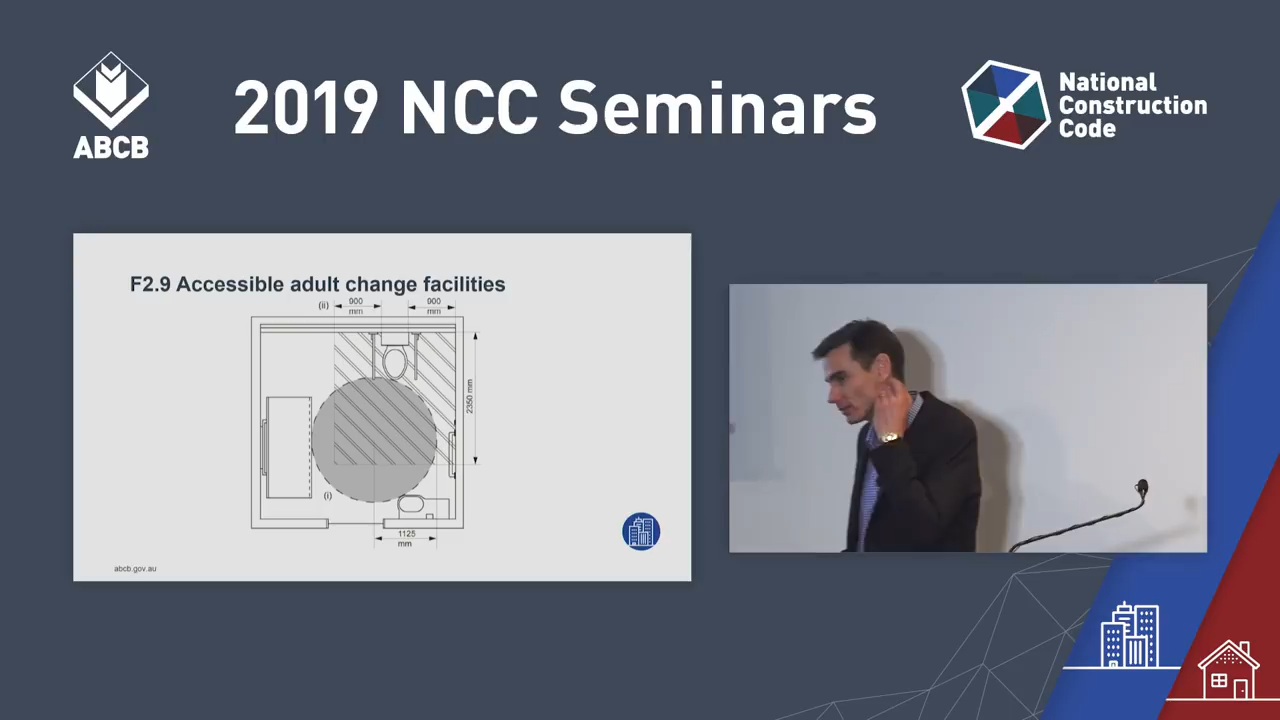 ABCB
2019 NCC Seminars
National
Construction
Code
F2.9 Accessible adult change facilities
(ii)
900
mm
900
mm
2350 mm
(i)
1125
mm
abcb.gov.au